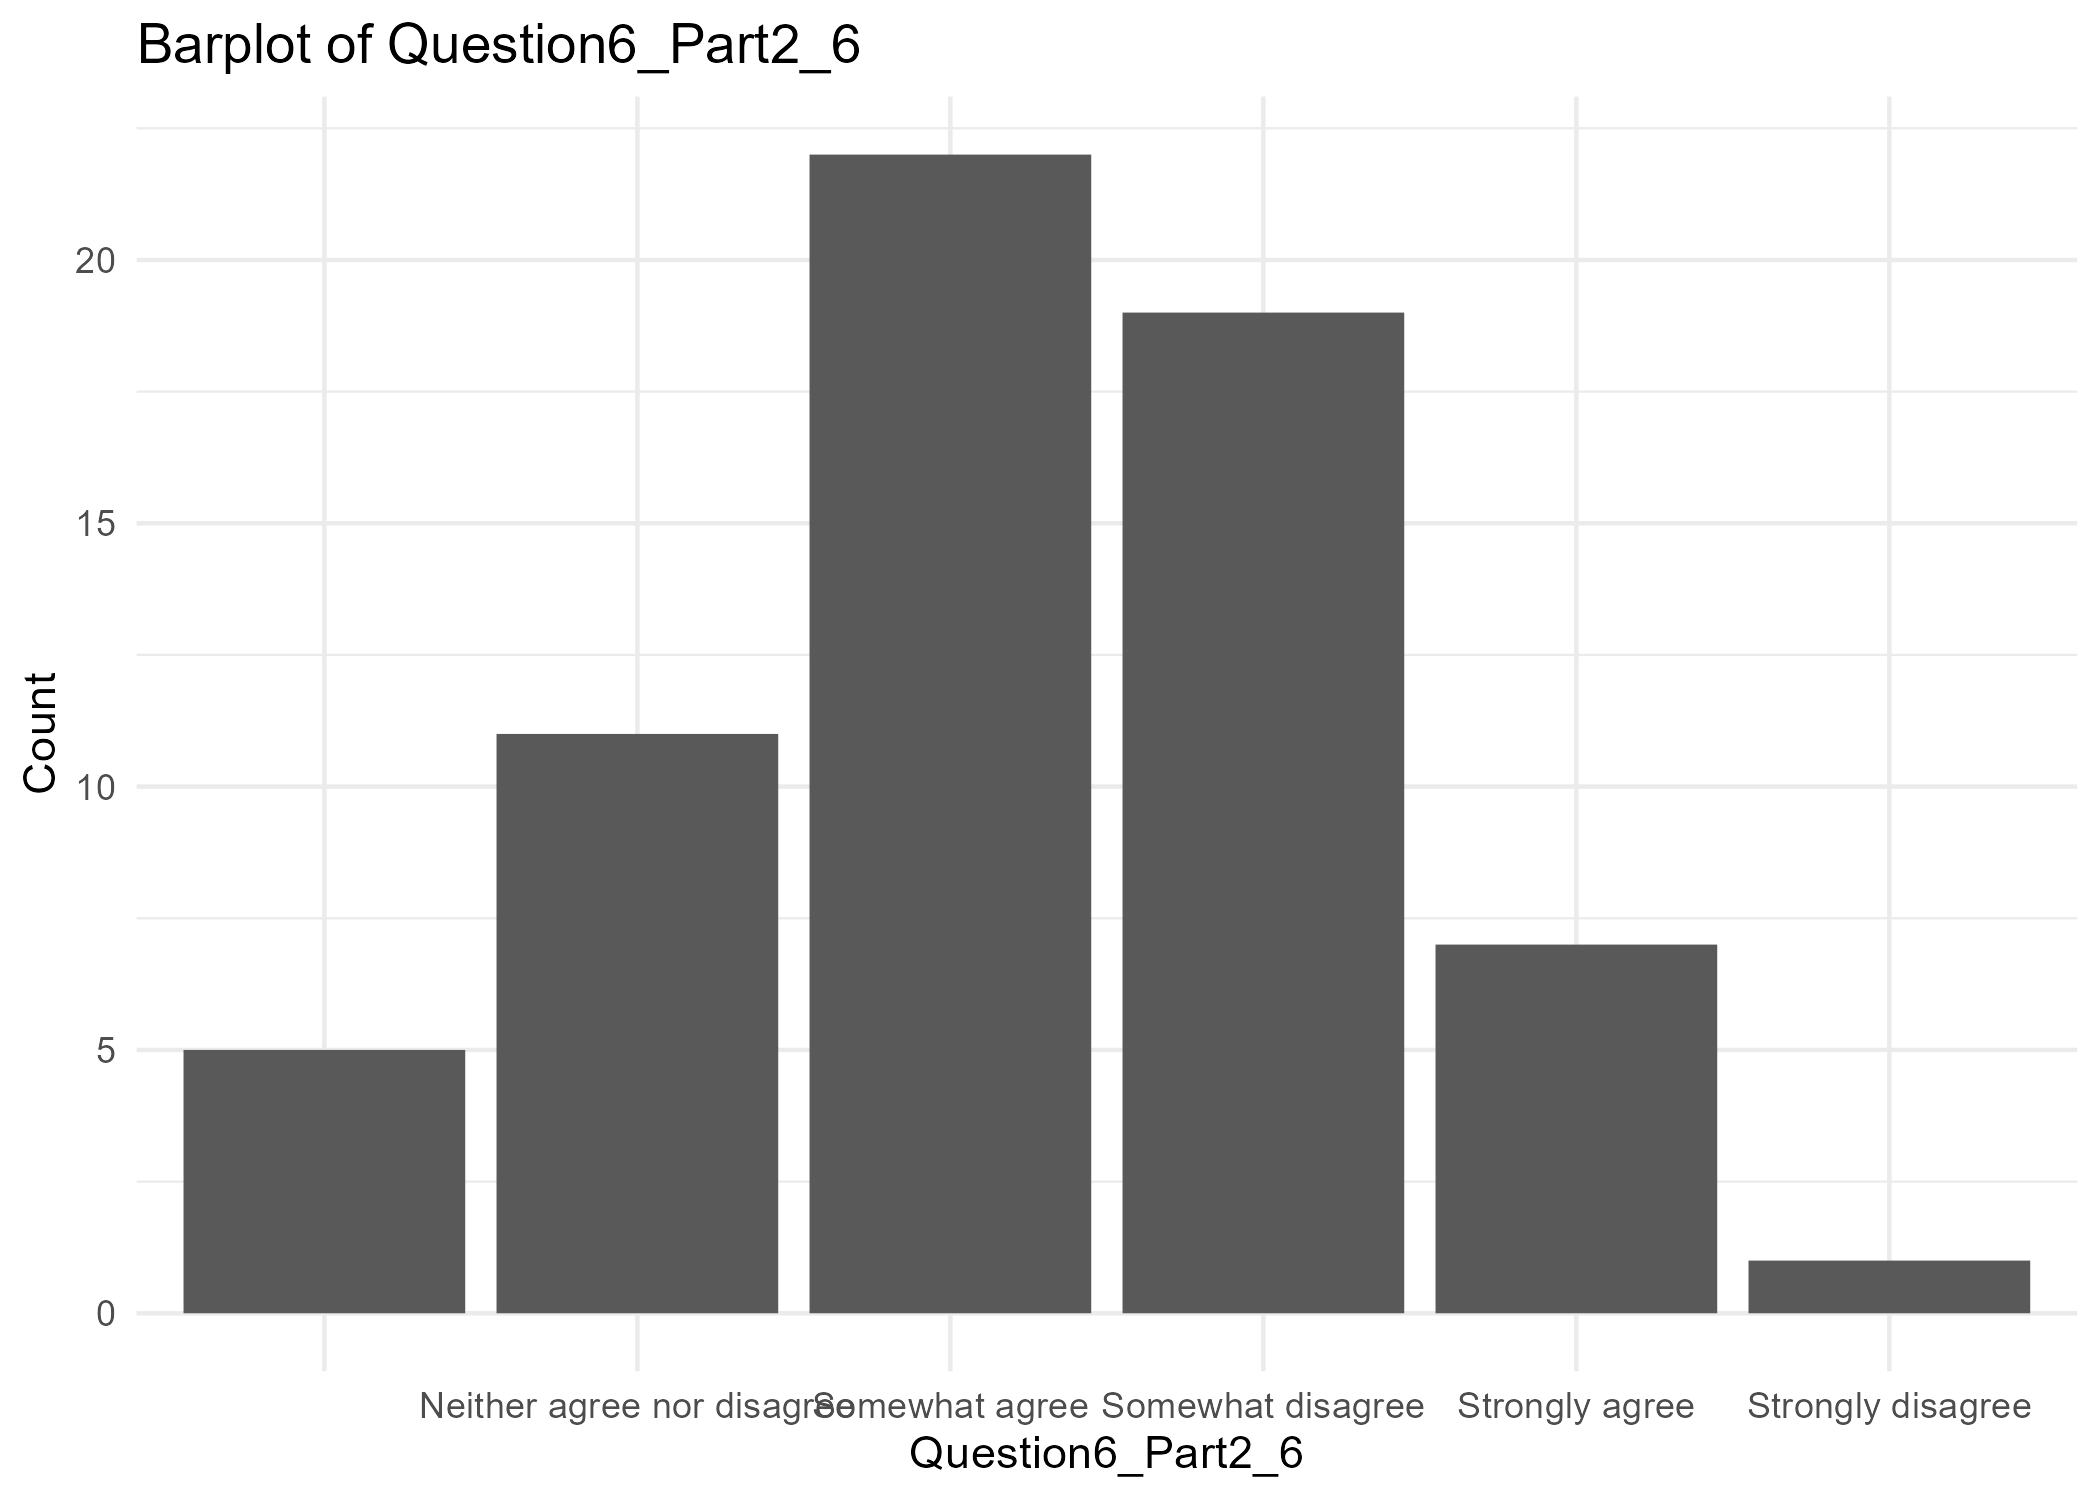 Barplot of Question6_Part2_6
Count
20
15
10
5
0
Neither agree nor disagree Somewhat agree Somewhat disagree Strongly agree Strongly disagree
Question6_Part2_6